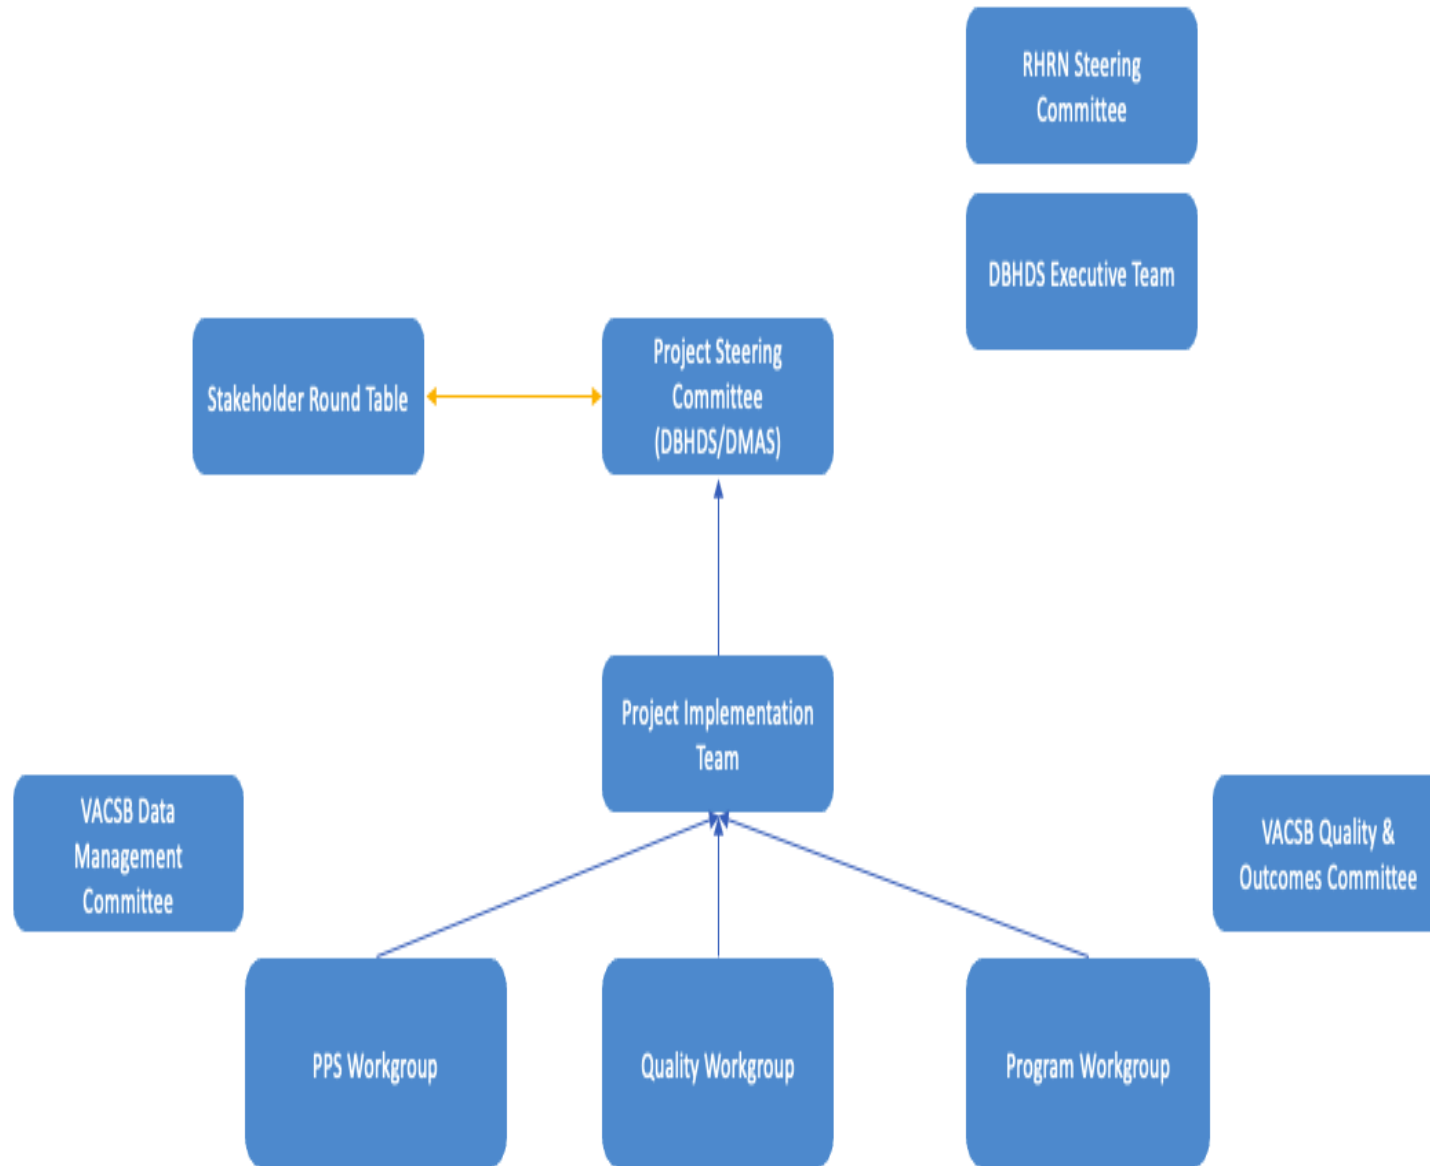 RHRN Steering
Committee
DBHDS Executive Team
Stakeholder Round Table
Project Steering
Committee
(DBHDS/DMAS)
Project Implementation
Team
VACSB Data
Management
Committee
VACSB Quality &
Outcomes Committee
PPS Workgroup
Quality Workgroup
Program Workgroup